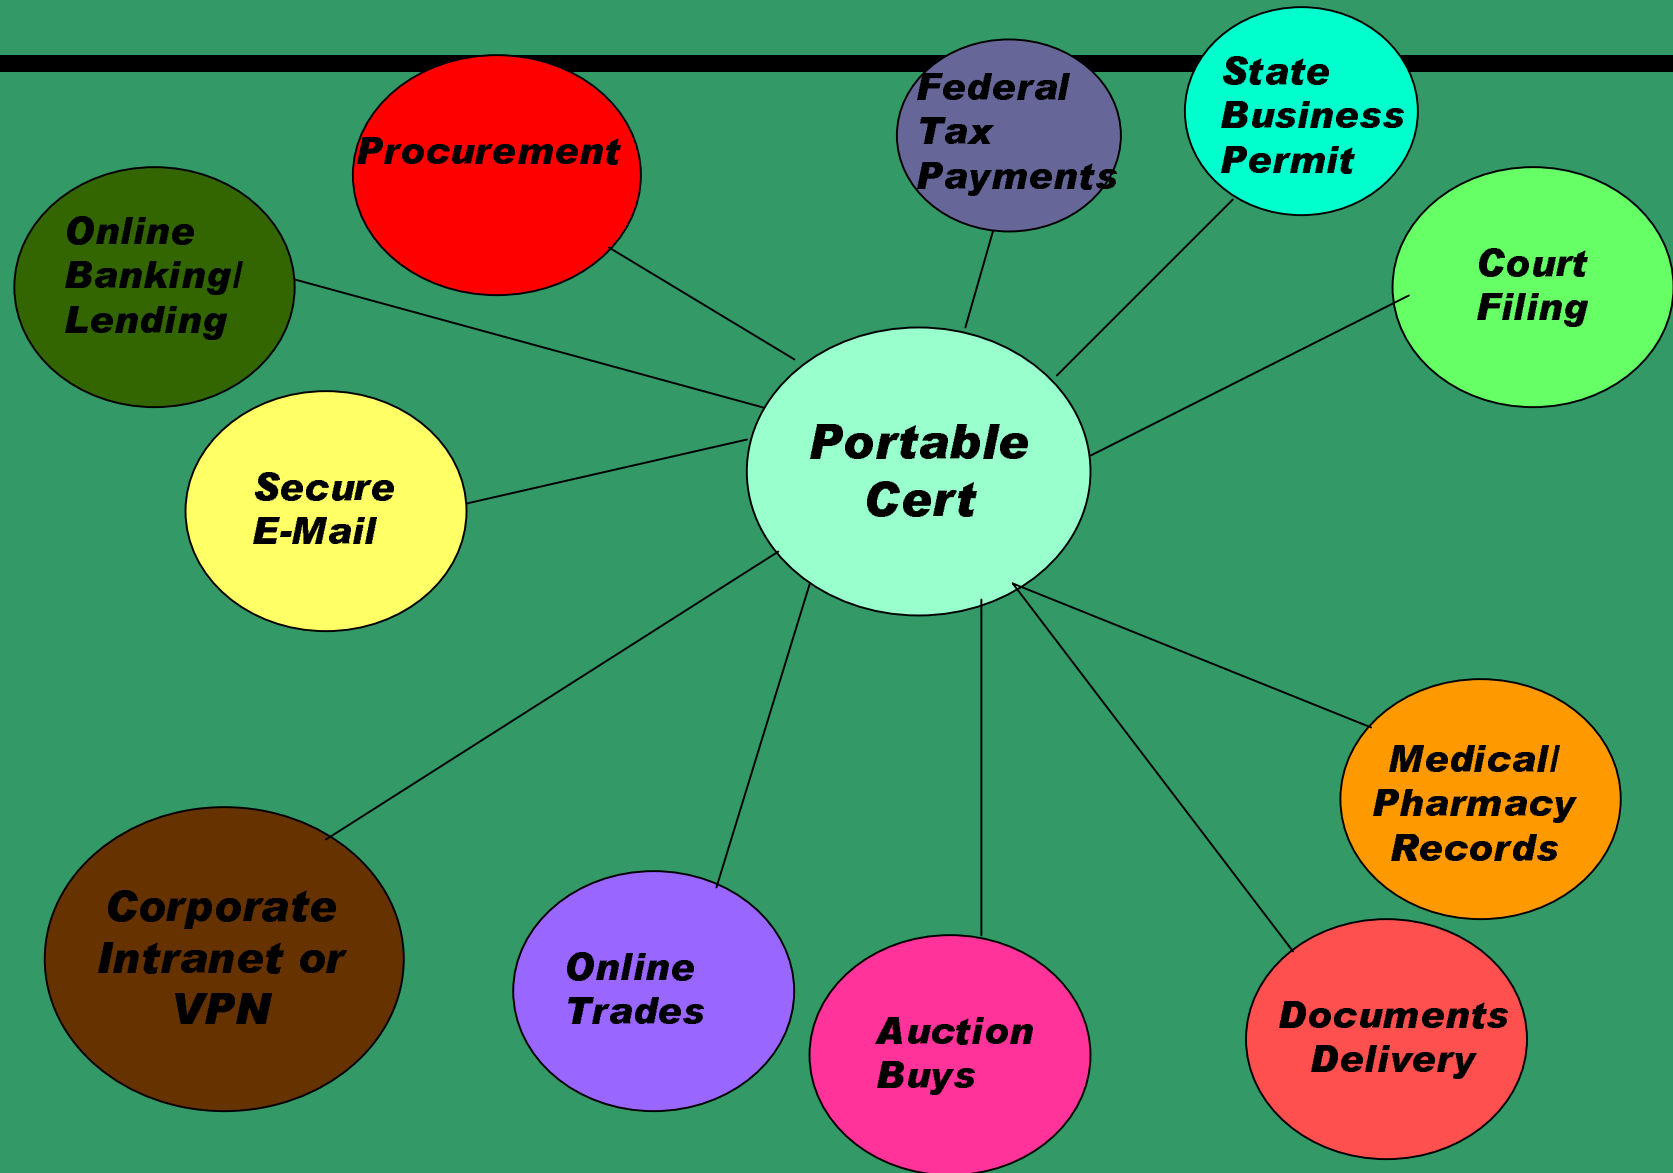 Procurement
Federal
Tax
Payments
State
Business
Permit
Online
Banking/
Lending
Court
Filing
Secure
E-Mail
Portable
Cert
Medical/
Pharmacy
Records
Corporate
Intranet or
VPN
Online
Trades
Auction
Buys
Documents
Delivery